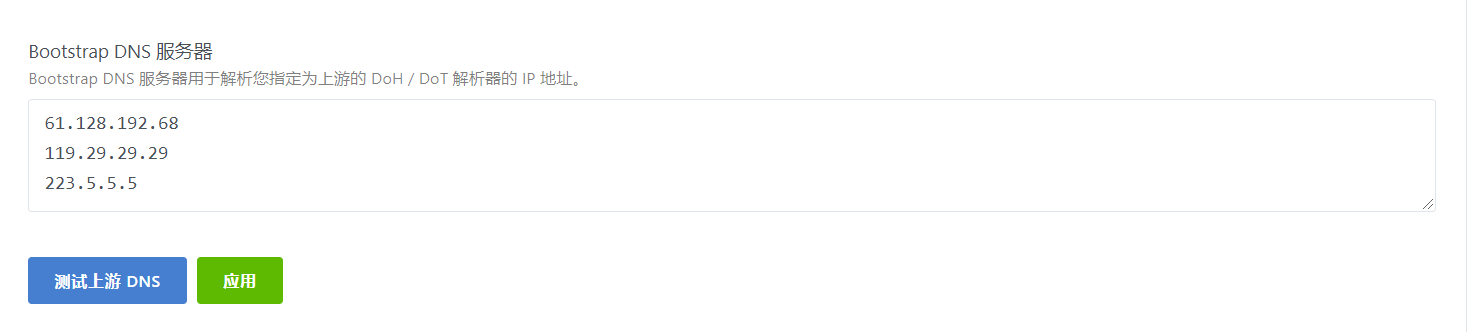 Bootstrap DNS 服务器
Bootstrap DNS 服务器用于解析您指定为上游的 DoH / DoT 解析器的 IP 地址。
61.128.192.68
119.29.29.29
223.5.5.5
测试上游 DNS 应用